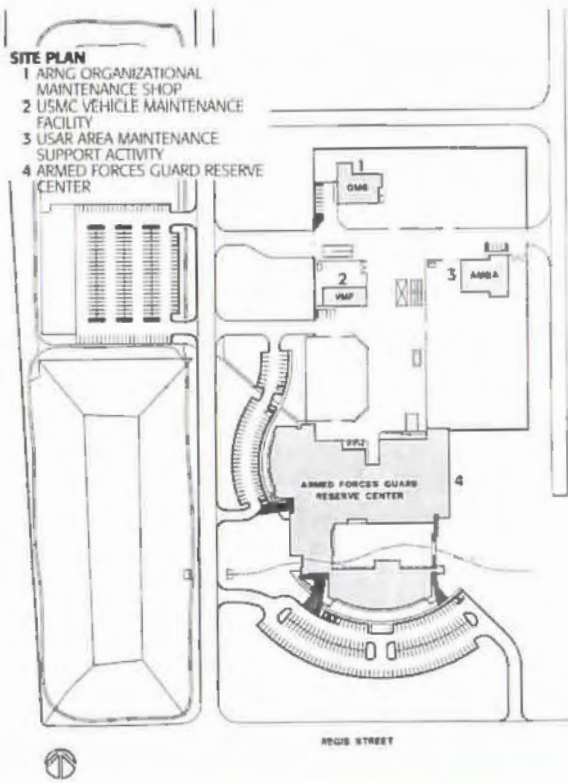 SITE PLAN
1 ARNG ORGANIZATIONAL
MAINTENANCE SHOP
2 USMC VEHICLE MAINTENANCE
FACILITY
3 USAR AREA MAINTENANCE
SUPPORT ACTIVITY
4 ARMED FORCES GUARD RESERVE
CENTER
1
OMS
2
VMF
3
AMSA
ARMED FORCES GUARD
RESERVE CENTER
4
REGIS STREET